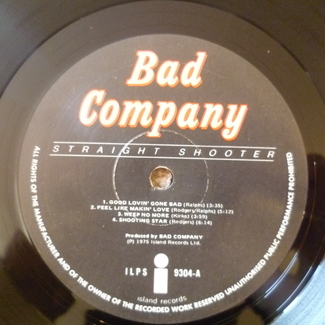 Bad
Company
STRAIGHT SHOOTER
1. GOOD LOVIN' GONE BAD (Ralphs) (3:35)
2. FEEL LIKE MAKIN' LOVE (Rodgers/Ralphs) (5:12)
3. WEEP NO MORE (Kirke) (3:59)
4. SHOOTING STAR (Rodgers) (6:14)
Produced by BAD COMPANY
℗ 1975 Island Records Ltd.
ILPS 9304-A
island records
ALL RIGHTS OF THE MANUFACTURER AND OF THE OWNER OF THE RECORDED WORK RESERVED UNAUTHORISED PUBLIC PERFORMANCE PROHIBITED